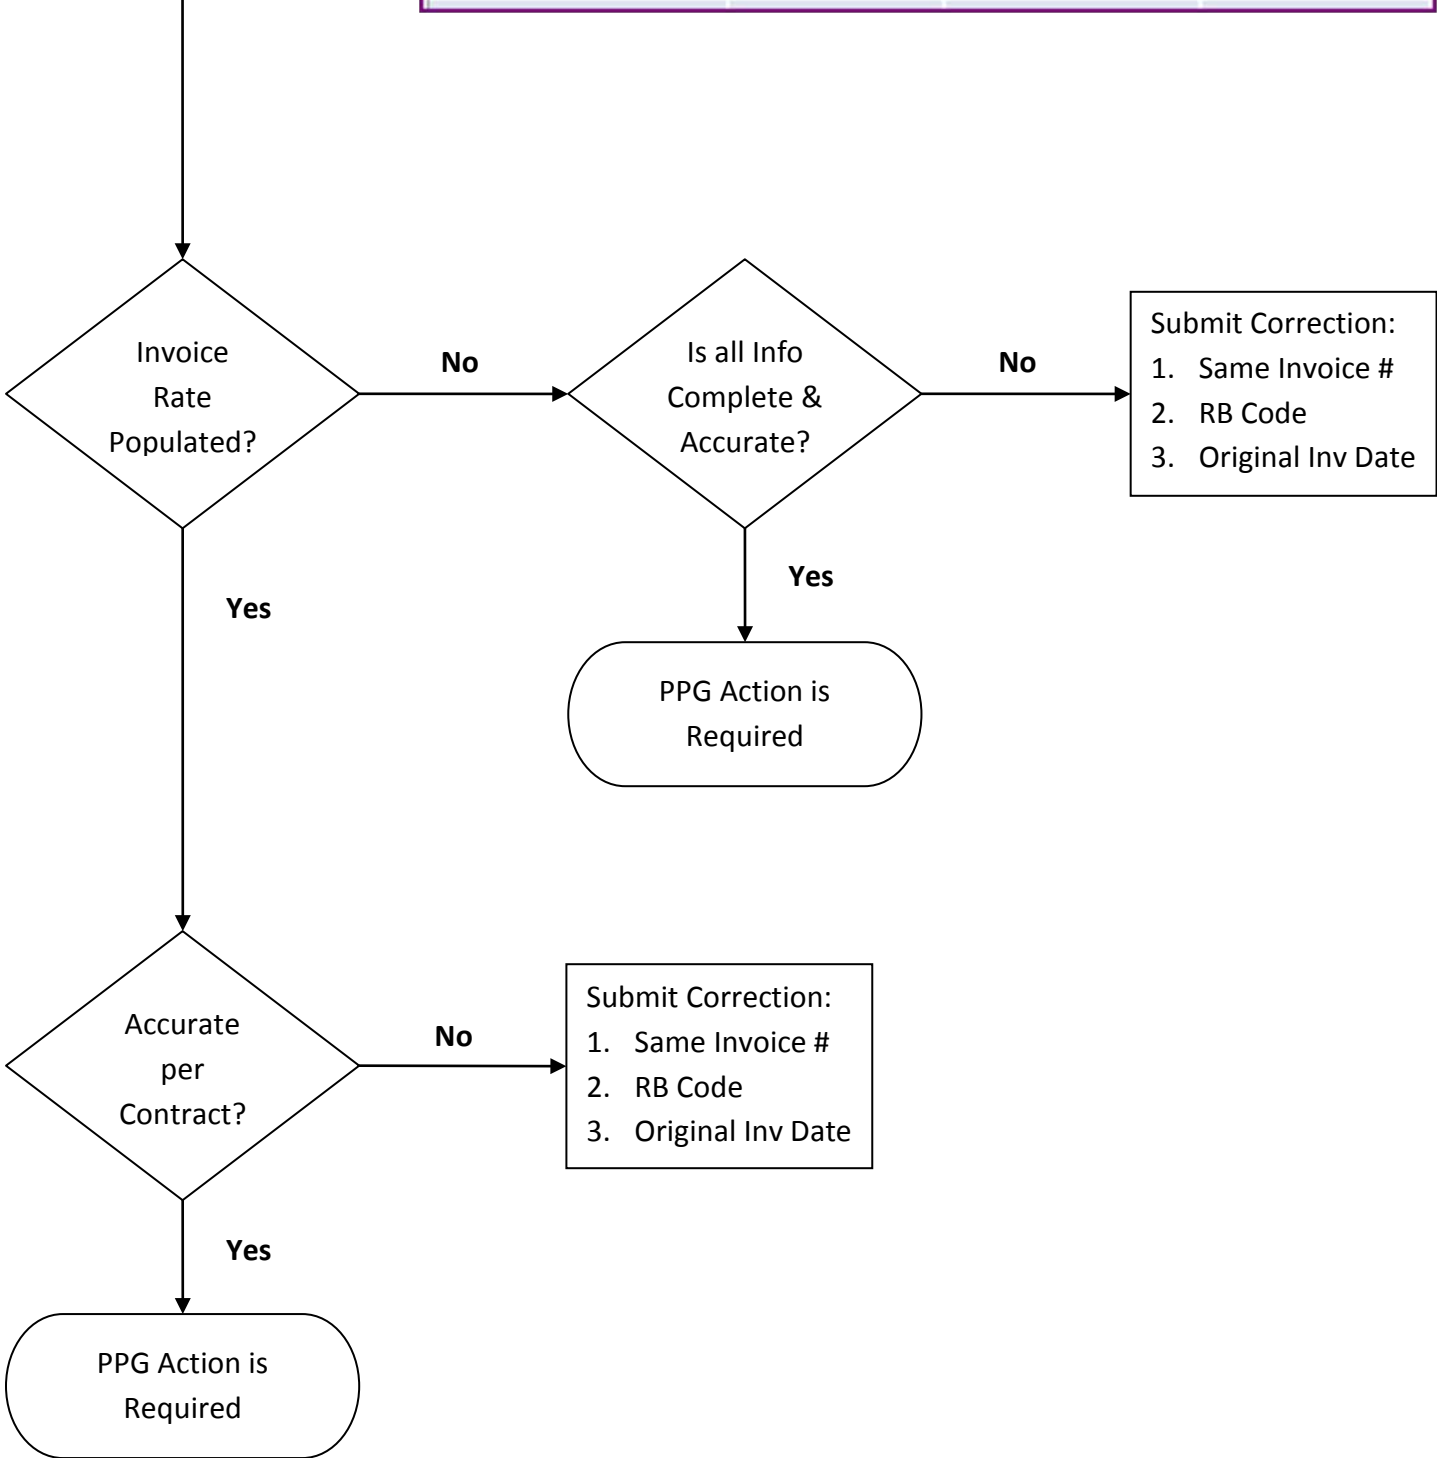 Invoice
Rate
Populated?
No
Is all Info
Complete &
Accurate?
No
Submit Correction:
1. Same Invoice #
2. RB Code
3. Original Inv Date
Yes
Yes
PPG Action is
Required
Accurate
per
Contract?
No
Submit Correction:
1. Same Invoice #
2. RB Code
3. Original Inv Date
Yes
PPG Action is
Required